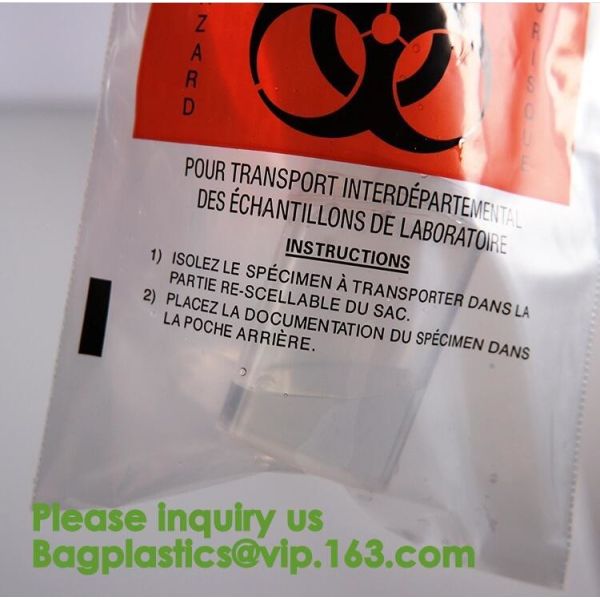 ZARD
ORISQUE
POUR TRANSPORT INTERDÉPARTEMENTAL
DES ÉCHANTILLONS DE LABORATOIRE
INSTRUCTIONS
1) ISOLEZ LE SPÉCIMEN À TRANSPORTER DANS LA
PARTIE RE-SCELLABLE DU SAC.
2) PLACEZ LA DOCUMENTATION DU SPÉCIMEN DANS
LA POCHE ARRIÈRE.
Please inquiry us
Bagplastics@vip.163.com